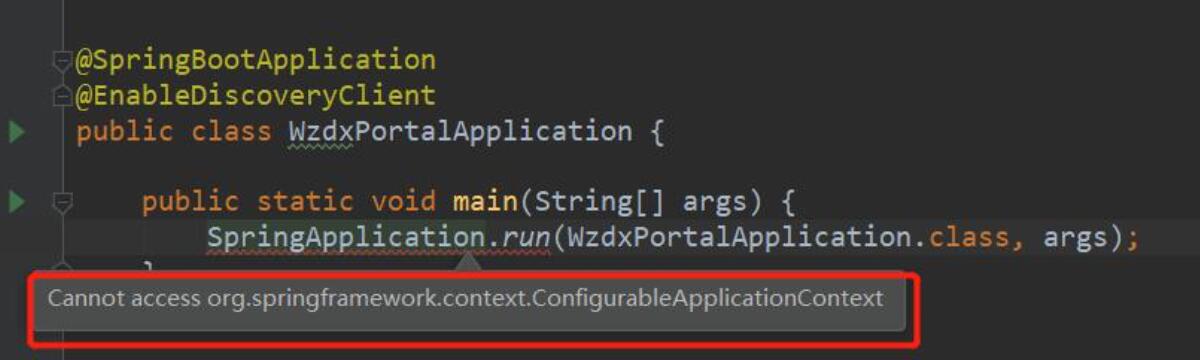 @SpringBootApplication
@EnableDiscoveryClient
public class WzdxPortalApplication {
public static void main(String[] args) {
SpringApplication.run(WzdxPortalApplication.class, args);
}
Cannot access org.springframework.context.ConfigurableApplicationContext